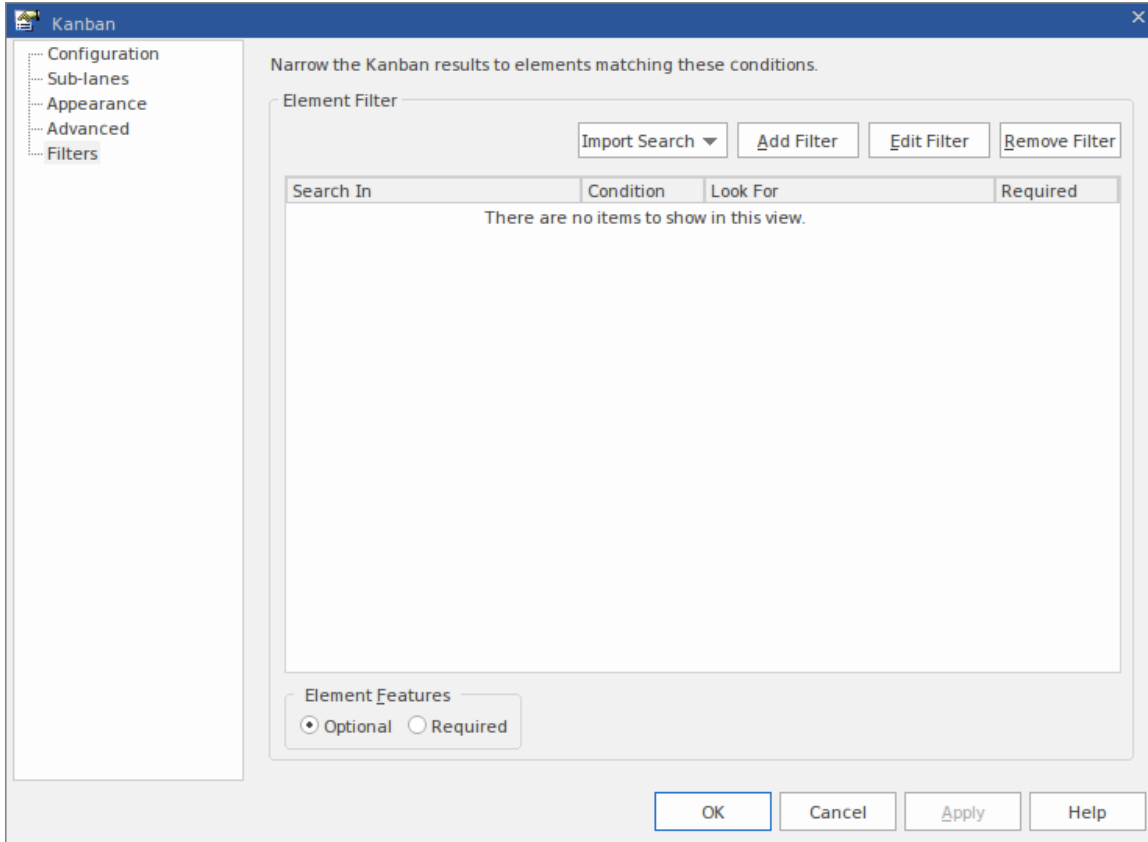 Kanban
Configuration
Sub-lanes
Appearance
Advanced
Filters
Narrow the Kanban results to elements matching these conditions.
Element Filter
Import Search Add Filter Edit Filter Remove Filter
Search In Condition Look For Required
There are no items to show in this view.
Element Features
Optional Required
OK Cancel Apply Help